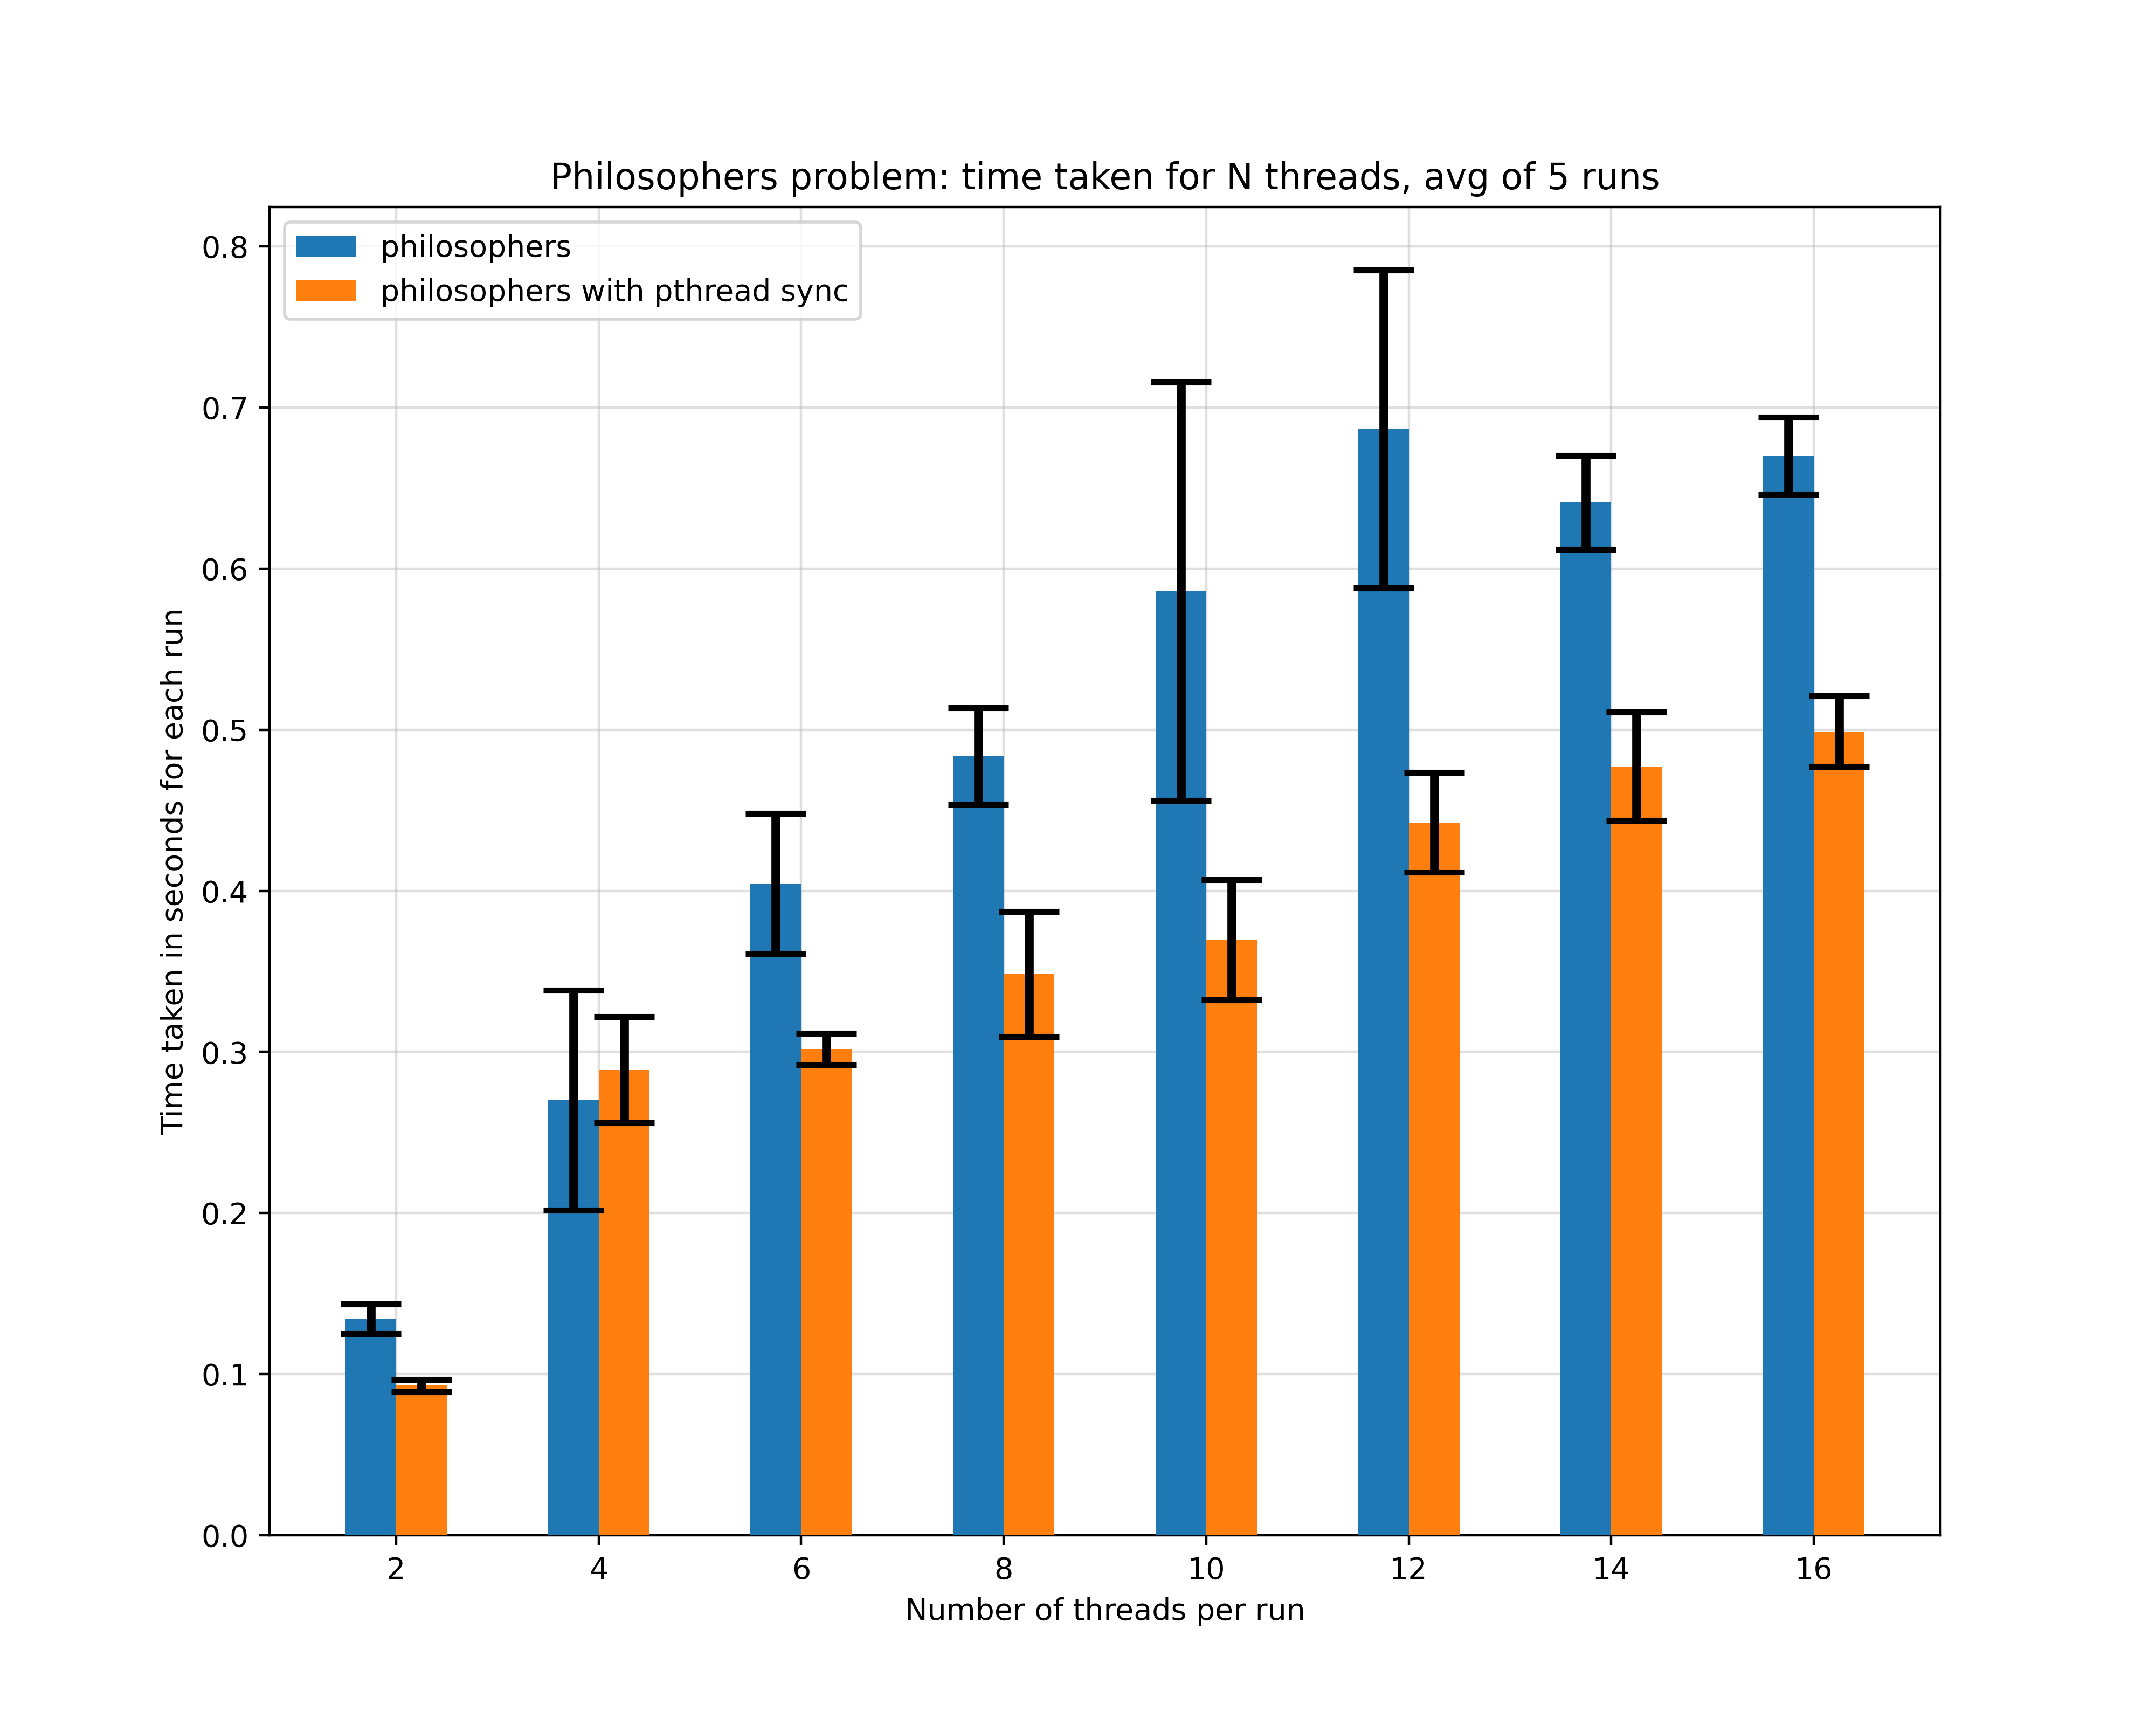 Philosophers problem: time taken for N threads, avg of 5 runs
philosophers
philosophers with pthread sync
Time taken in seconds for each run
0.8
0.7
0.6
0.5
0.4
0.3
0.2
0.1
0.0
2 4 6 8 10 12 14 16
Number of threads per run